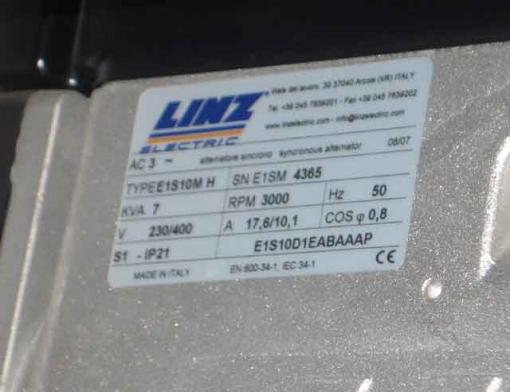 LINZ
ELECTRIC
Viale del lavoro, 30 37040 Arcole (VR) ITALY
Tel. +39 045 7639201 - Fax +39 045 7639202
www.linzelectric.com - info@linzelectric.com
AC 3 ~ alternatore sincrono syncronous alternator 08/07
TYPE E1S10M H SN E1SM 4365
KVA 7 RPM 3000 Hz 50
V 230/400 A 17,6/10,1 COS φ 0,8
S1 - IP21 E1S10D1EABAAAP
MADE IN ITALY EN 600-34-1, IEC 34-1 CE